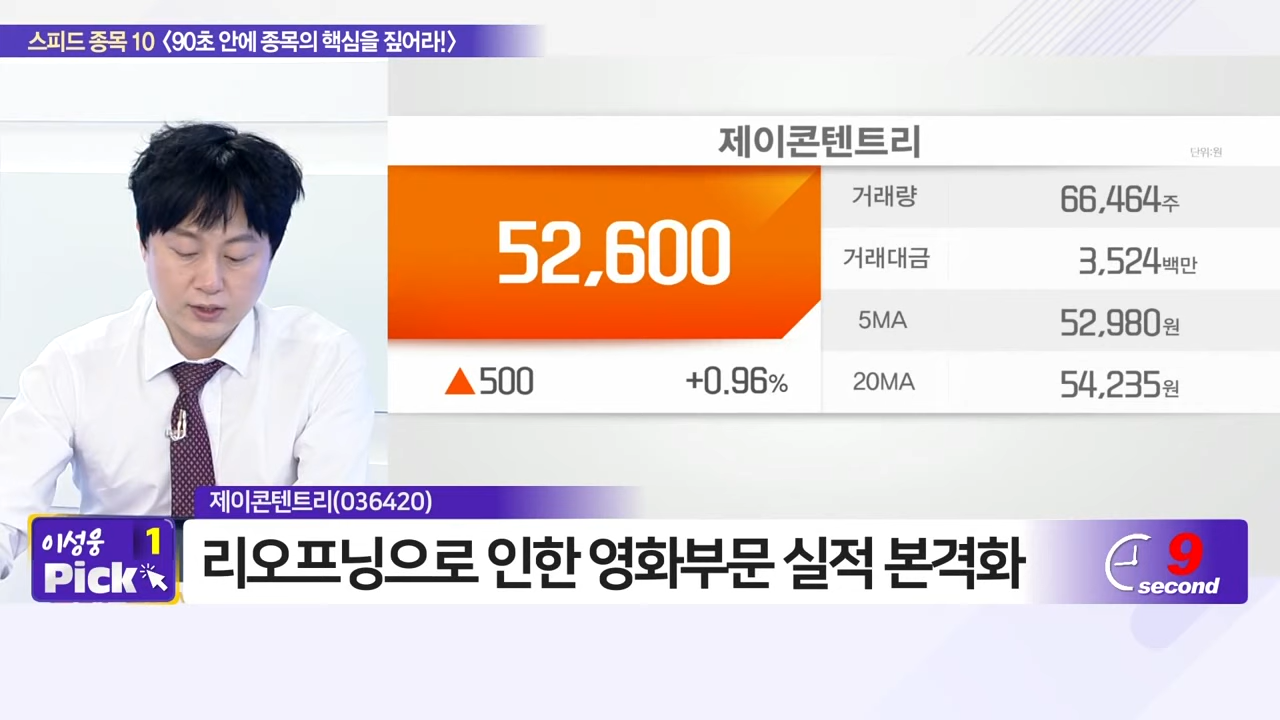 스피드 종목 10 〈90초 안에 종목의 핵심을 짚어라!〉
제이콘텐트리
단위:원
52,600
▲500 +0.96%
거래량 66,464주
거래대금 3,524백만
5MA 52,980원
20MA 54,235원
제이콘텐트리(036420)
이성웅 1
Pick
리오프닝으로 인한 영화부문 실적 본격화
9
second